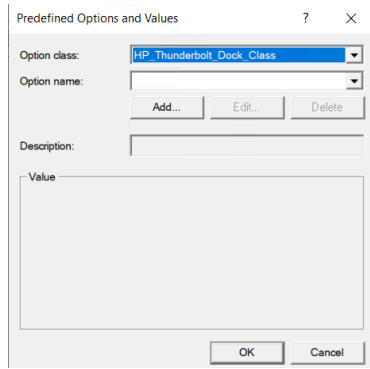 Predefined Options and Values ? ×
Option class: HP_Thunderbolt_Dock_Class
Option name:
Add... Edit... Delete
Description:
Value
OK Cancel